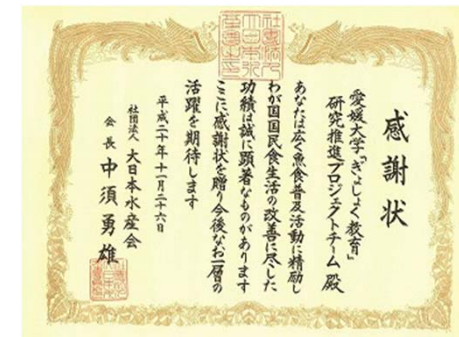 感謝状
愛媛大学「ぎょしょく教育」
研究推進プロジェクトチーム 殿
あなたは広く魚食普及活動に精励し
わが国国民食生活の改善に尽した
功績は誠に顕著なものがあります
ここに感謝状を贈り今後なお一層の
活躍を期待します
平成二十年十一月二十六日
社団法人 大日本水産会
会長 中須勇雄